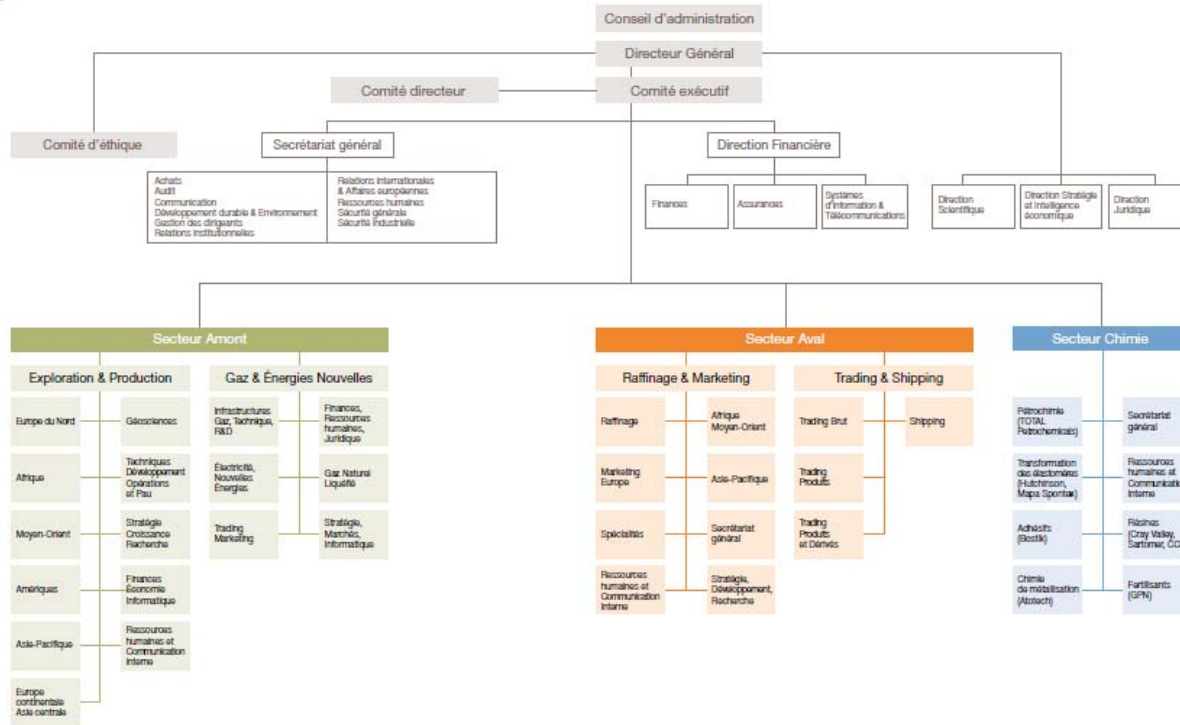 Conseil d'administration
Directeur Général
Comité directeur
Comité exécutif
Comité d'éthique
Secrétariat général
Direction Financière
Achats
Audit
Communication
Développement durable & Environnement
Gestion des dirigeants
Relations Institutionnelles
Relations Internationales
& Affaires européennes
Ressources humaines
Sécurité générale
Sécurité Industrielle
Finances
Assurances
Systèmes
d'Information &
Télécommunications
Direction
Scientifique
Direction Stratégie
et Intelligence
économique
Direction
Juridique
Secteur Amont
Exploration & Production
Europe du Nord
Géosciences
Afrique
Techniques
Développement
Opérations
et Pau
Moyen-Orient
Stratégie
Croissance
Recherche
Amériques
Finances
Économie
Informatique
Asie-Pacifique
Ressources
humaines et
Communication
Interne
Europe
continentale
Asie centrale
Gaz & Énergies Nouvelles
Infrastructures
Gaz, Technique,
R&D
Finances,
Ressources
humaines,
Juridique
Électricité,
Nouvelles
Énergies
Gaz Naturel
Liquéfié
Trading
Marketing
Stratégie,
Marchés,
Informatique
Secteur Aval
Raffinage & Marketing
Raffinage
Afrique
Moyen-Orient
Marketing
Europe
Asie-Pacifique
Spécialités
Secrétariat
général
Ressources
humaines et
Communication
Interne
Stratégie,
Développement,
Recherche
Trading & Shipping
Trading Brut
Shipping
Trading
Produits
Trading
Produits
et Dérivés
Secteur Chimie
Pétrochimie
(TOTAL
Petrochemicals)
Secrétariat
général
Transformation
des élastomères
(Hutchinson,
Mapa Spontex)
Ressources
humaines et
Communication
Interne
Adhésifs
(Bostik)
Résines
(Cray Valley,
Sartomer,
Chimie
de métallisation
(Atotech)
Fertilisants
(GPN)